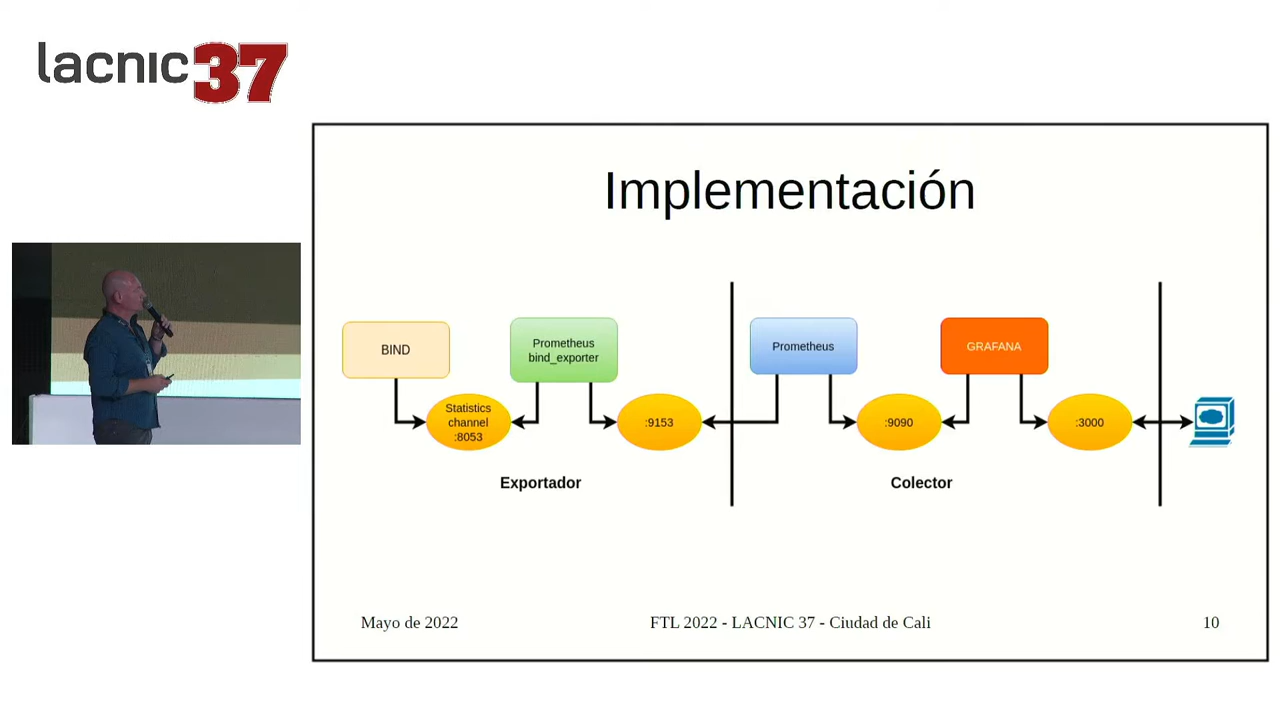 lacnic37
Implementación
BIND
Prometheus
bind_exporter
Prometheus
GRAFANA
Statistics
channel
:8053
:9153
:9090
:3000
Exportador
Colector
Mayo de 2022
FTL 2022 - LACNIC 37 - Ciudad de Cali
10